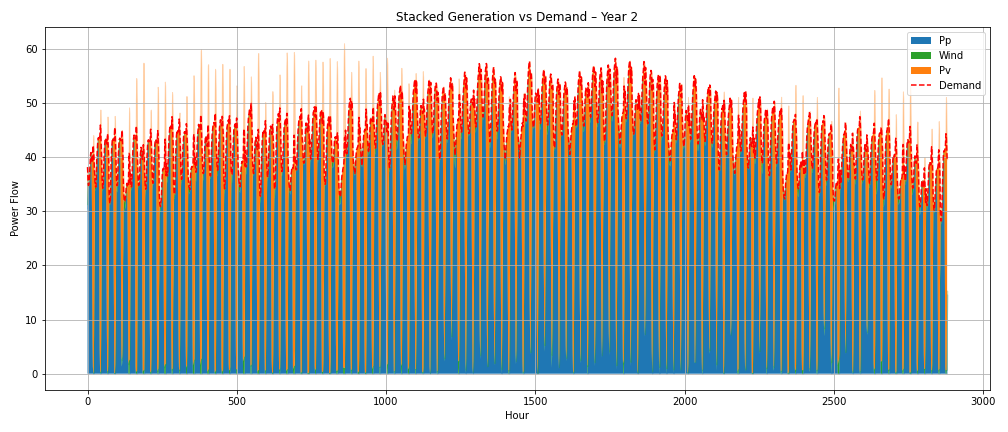 Stacked Generation vs Demand – Year 2
Power Flow
60
50
40
30
20
10
0
0 500 1000 1500 2000 2500 3000
Hour
Pp
Wind
Pv
Demand